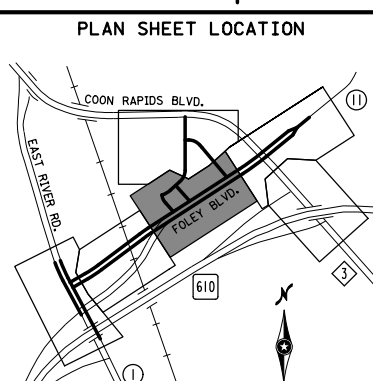 PLAN SHEET LOCATION
COON RAPIDS BLVD.
11
EAST RIVER RD.
FOLEY BLVD.
610
3
N
1